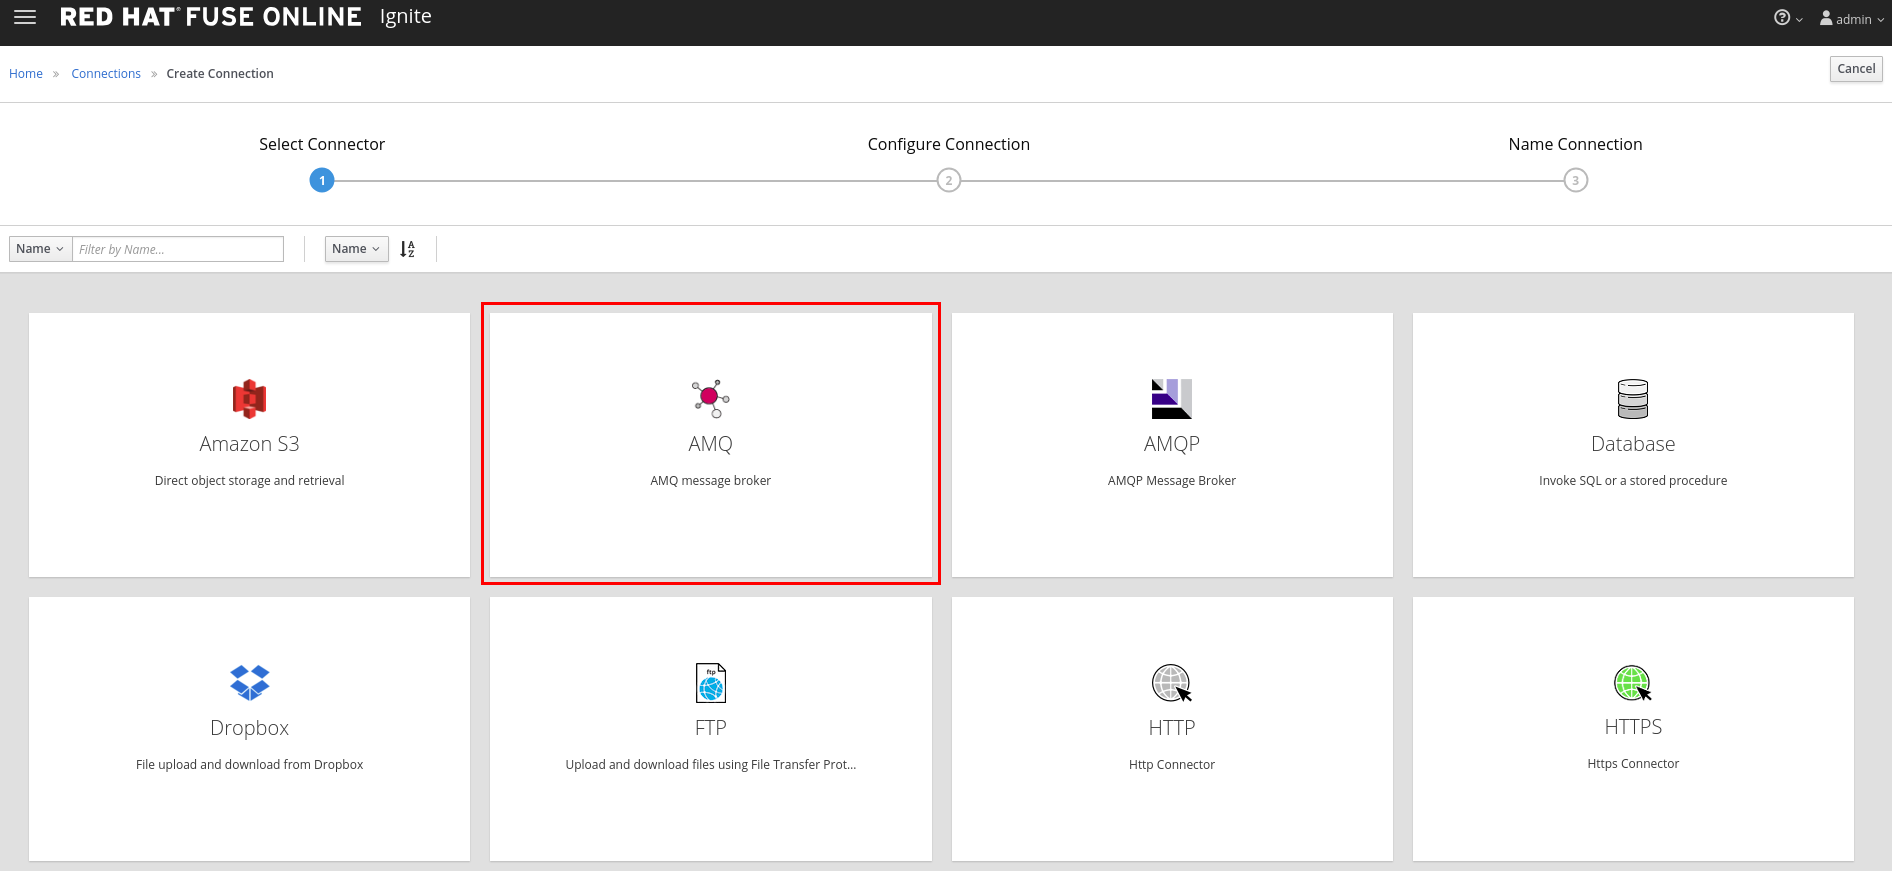 RED HAT® FUSE ONLINE Ignite
admin
Home » Connections » Create Connection
Cancel
Select Connector
Configure Connection
Name Connection
1
2
3
Name
Filter by Name...
Name
A
Z
Amazon S3
Direct object storage and retrieval
AMQ
AMQ message broker
AMQP
AMQP Message Broker
Database
Invoke SQL or a stored procedure
Dropbox
File upload and download from Dropbox
ftp
FTP
Upload and download files using File Transfer Prot...
HTTP
Http Connector
HTTPS
Https Connector